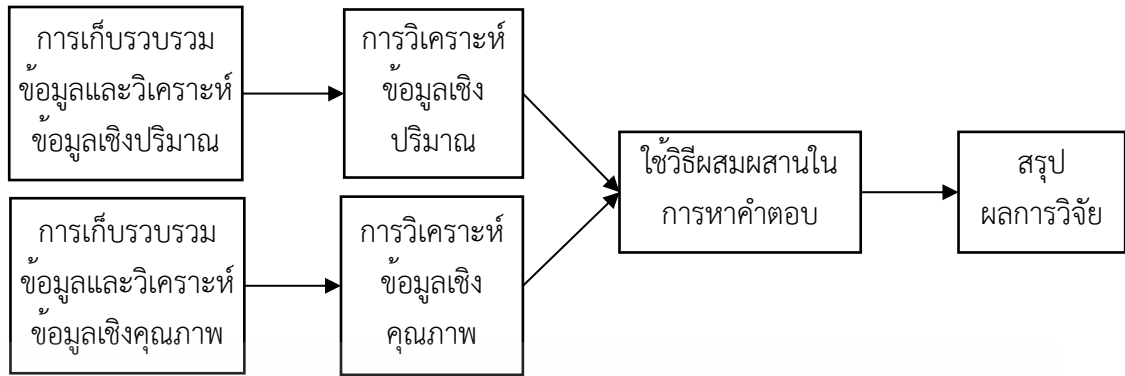 การเก็บรวบรวม
ข้อมูลและวิเคราะห์
ข้อมูลเชิงปริมาณ
การวิเคราะห์
ข้อมูลเชิง
ปริมาณ
การเก็บรวบรวม
ข้อมูลและวิเคราะห์
ข้อมูลเชิงคุณภาพ
การวิเคราะห์
ข้อมูลเชิง
คุณภาพ
ใช้วิธีผสมผสานใน
การหาคำตอบ
สรุป
ผลการวิจัย